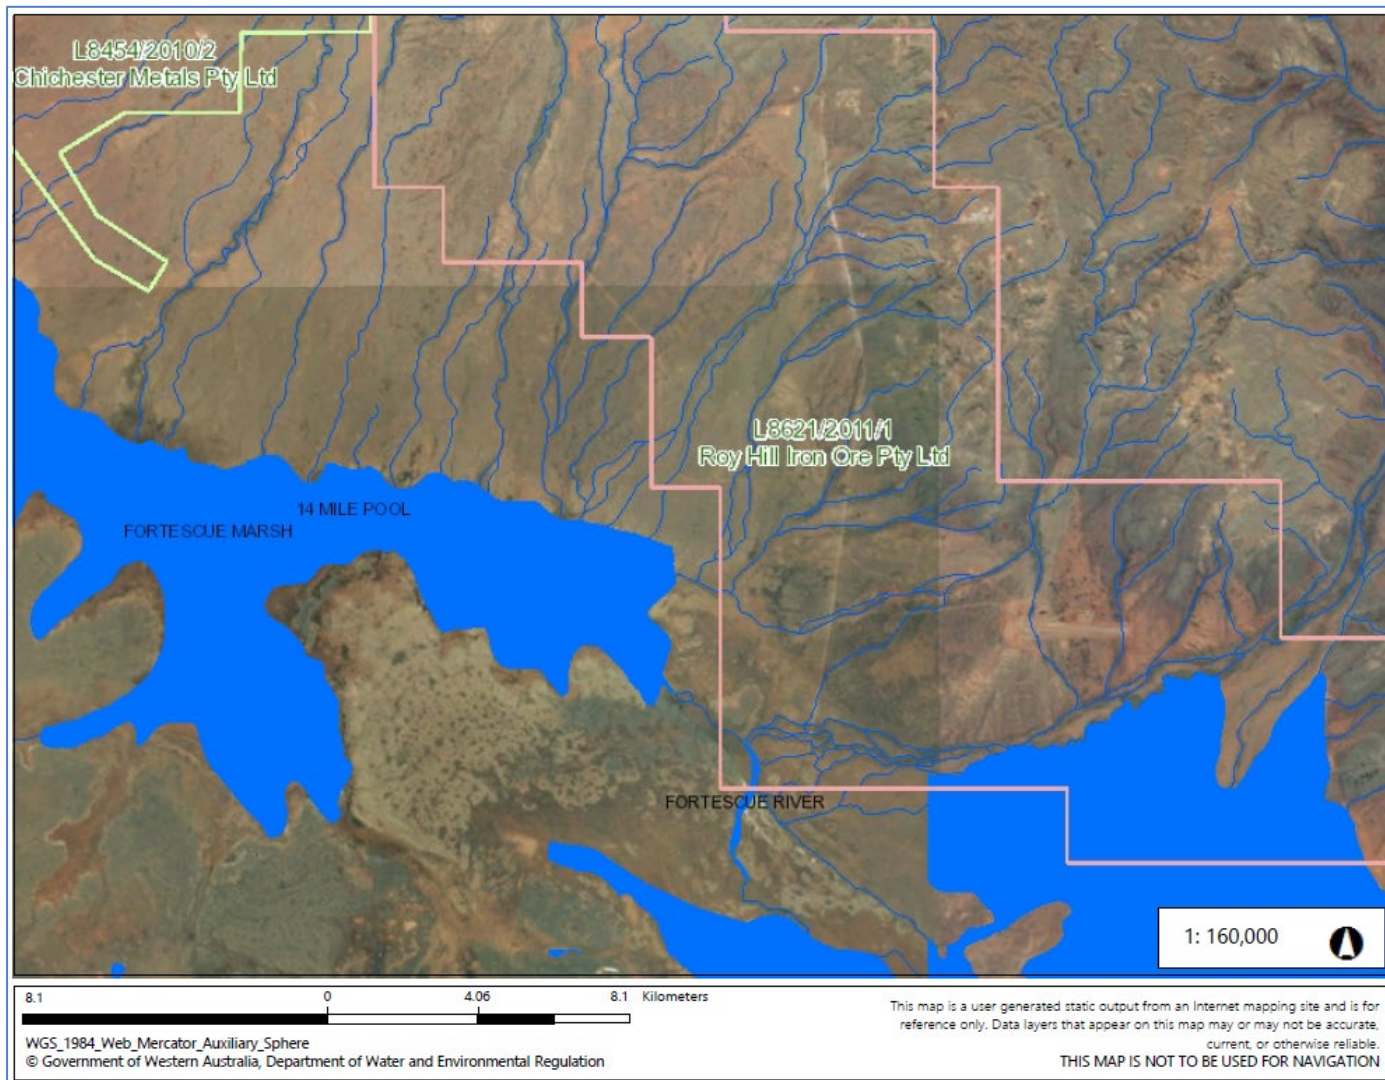 L8454/2010/2
Chichester Metals Pty Ltd
L8621/2011/1
Roy Hill Iron Ore Pty Ltd
14 MILE POOL
FORTESCUE MARSH
FORTESCUE RIVER
1: 160,000
8.1 0 4.06 8.1 Kilometers
WGS_1984_Web_Mercator_Auxiliary_Sphere
© Government of Western Australia, Department of Water and Environmental Regulation
This map is a user generated static output from an Internet mapping site and is for
reference only. Data layers that appear on this map may or may not be accurate,
current, or otherwise reliable.
THIS MAP IS NOT TO BE USED FOR NAVIGATION